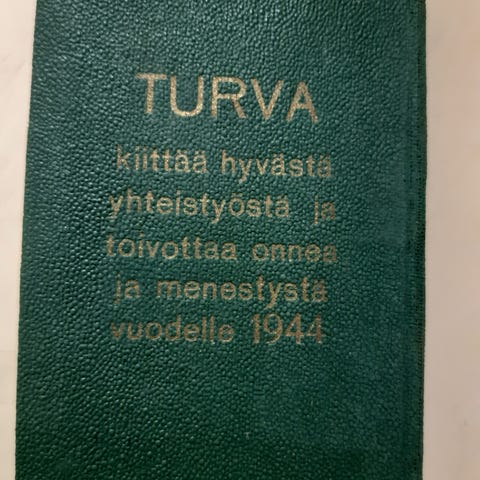 TURVA
kiittää hyvästä
yhteistyöstä ja
toivottaa onnea
ja menestystä
vuodelle 1944